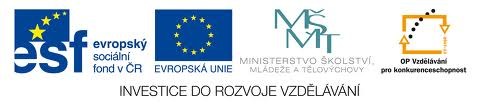 esf evropský
sociální
fond v ČR
EVROPSKÁ UNIE
MŠMT
MINISTERSTVO ŠKOLSTVÍ,
MLÁDEŽE A TĚLOVÝCHOVY
OP Vzdělávání
pro konkurenceschopnost
INVESTICE DO ROZVOJE VZDĚLÁVÁNÍ